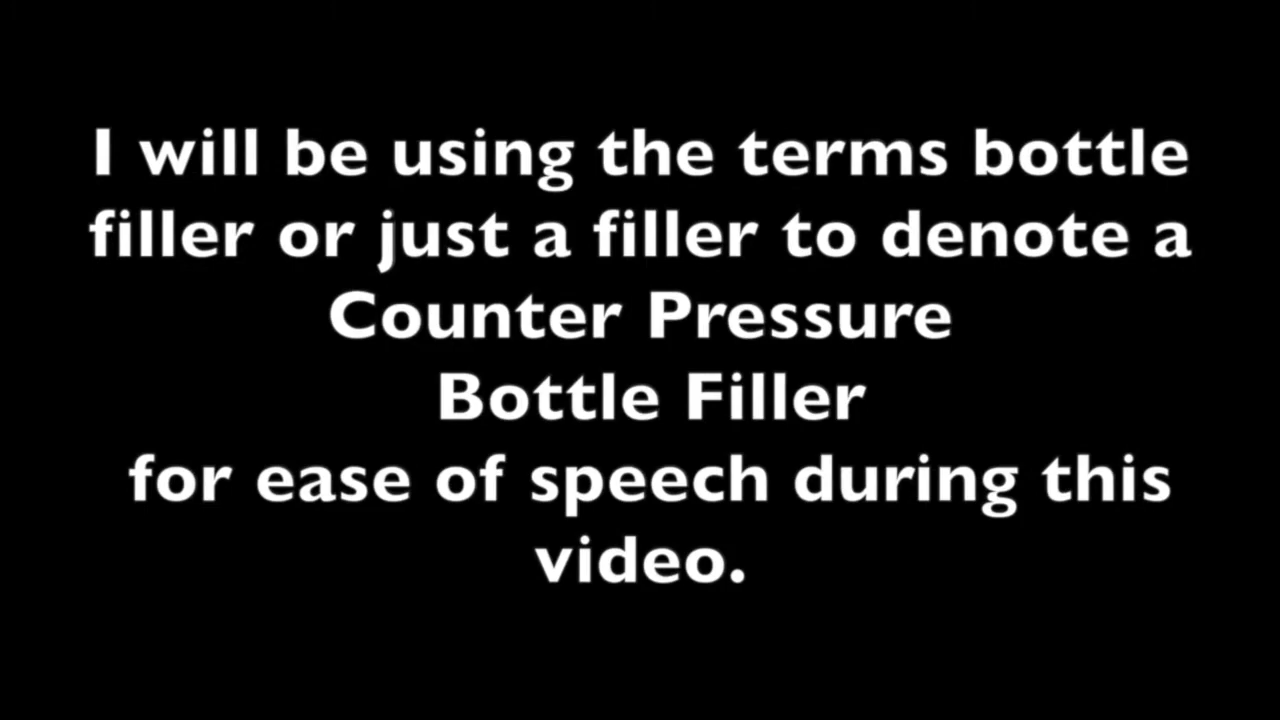 I will be using the terms bottle
filler or just a filler to denote a
Counter Pressure
Bottle Filler
for ease of speech during this
video.